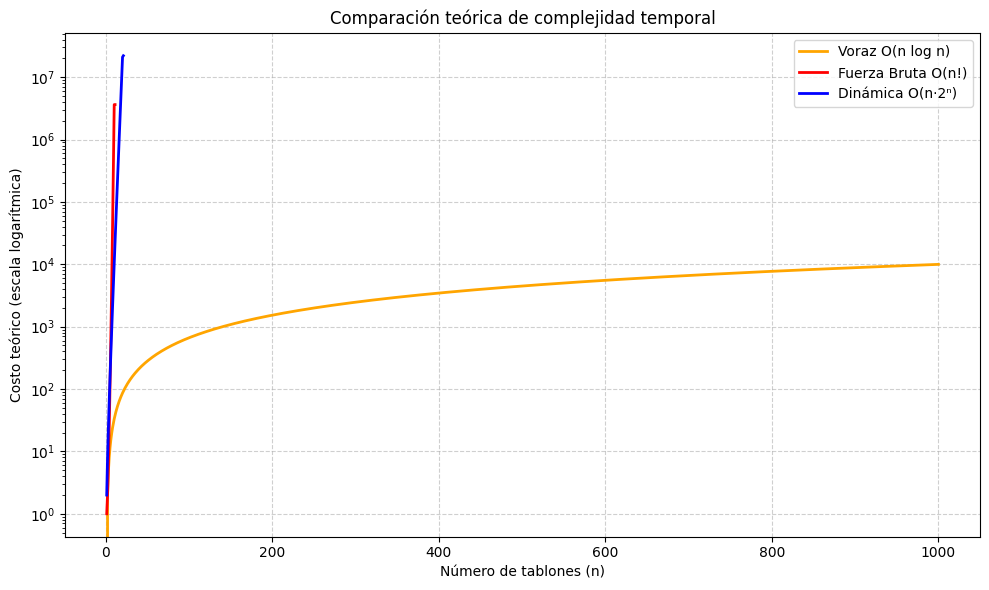 Comparación teórica de complejidad temporal
Voraz O(n log n)
Fuerza Bruta O(n!)
Dinámica O(n·2ⁿ)
Costo teórico (escala logarítmica)
10⁷
10⁶
10⁵
10⁴
10³
10²
10¹
10⁰
0 200 400 600 800 1000
Número de tablones (n)